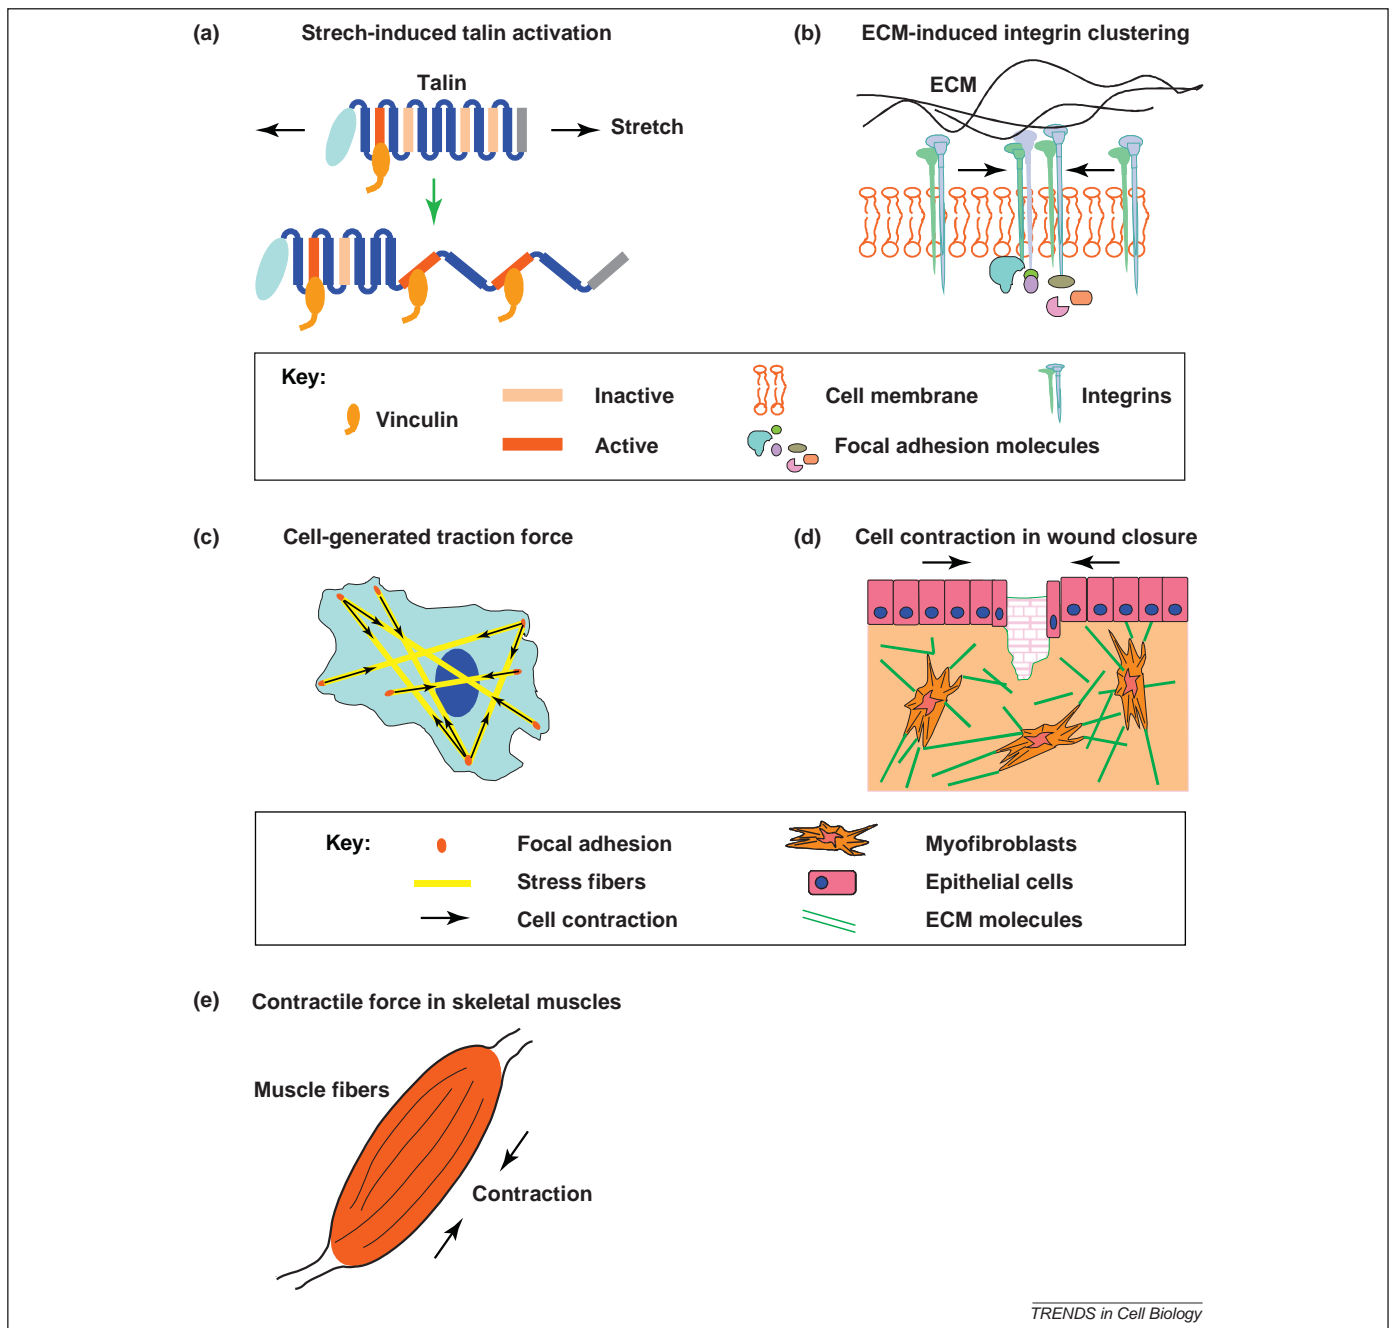 (a) Strech-induced talin activation
Talin
Stretch
(b) ECM-induced integrin clustering
ECM
Key:
Vinculin
Inactive
Active
Cell membrane
Focal adhesion molecules
Integrins
(c) Cell-generated traction force
(d) Cell contraction in wound closure
Key:
Focal adhesion
Stress fibers
Cell contraction
Myofibroblasts
Epithelial cells
ECM molecules
(e) Contractile force in skeletal muscles
Muscle fibers
Contraction
TRENDS in Cell Biology